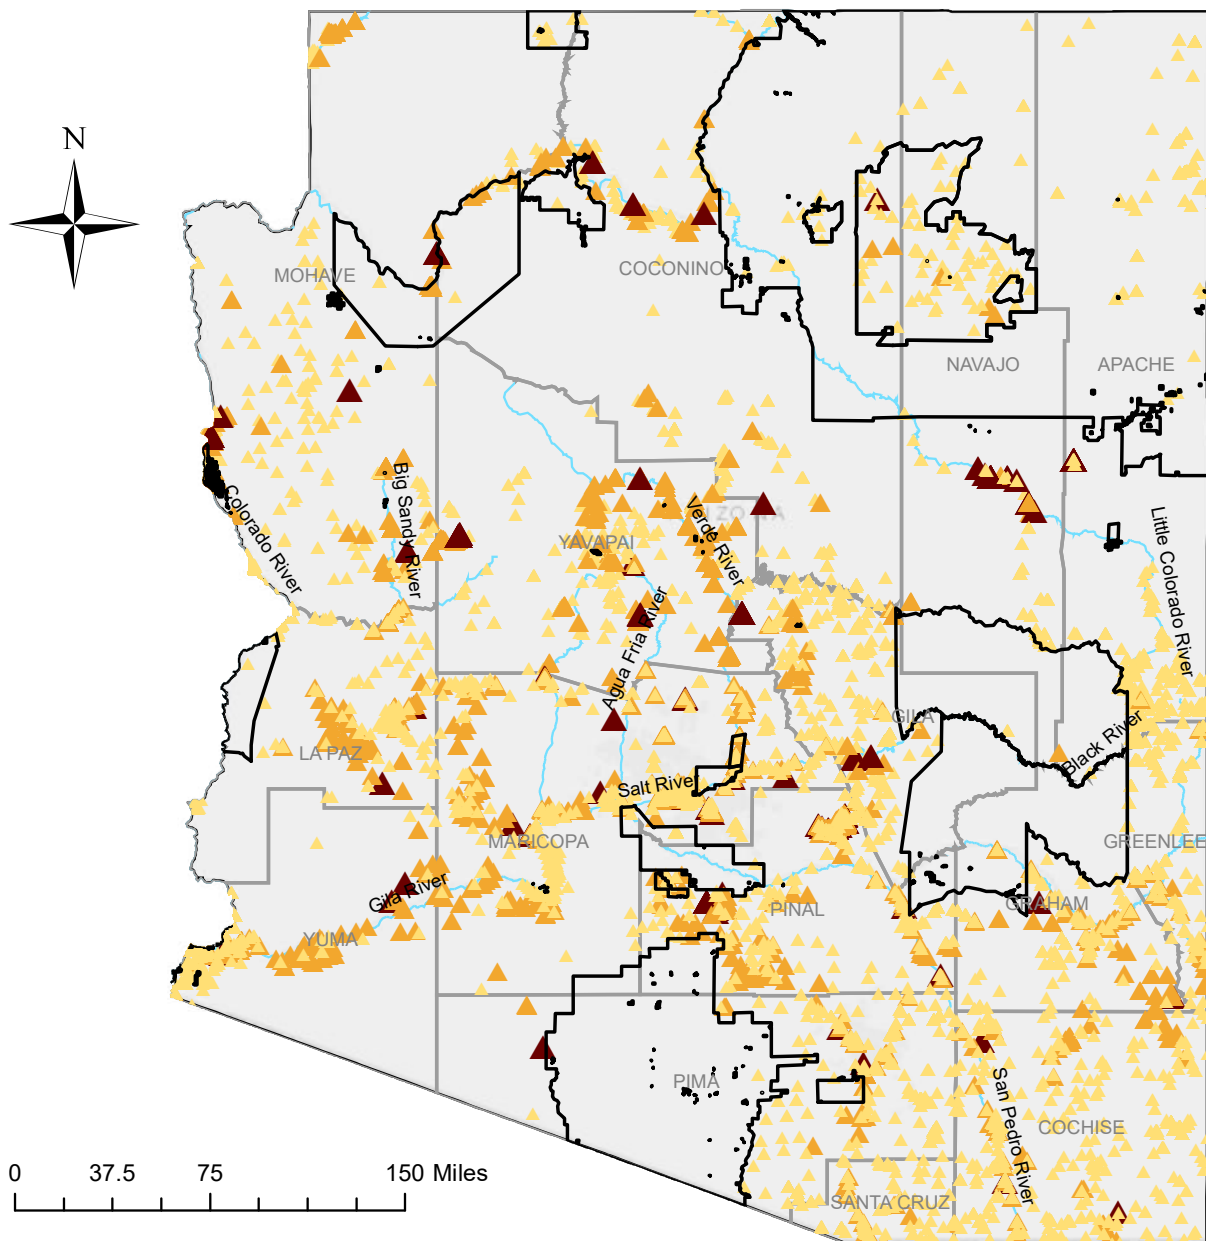 N
MOHAVE
COCONINO
NAVAJO
APACHE
Big Sandy River
Colorado River
Verde River
YAVAPAI
Little Colorado River
Agua Fria River
GILA
Black River
LA PAZ
Salt River
MARICOPA
GREENLEE
Gila River
PINAL
GRAHAM
YUMA
PIMA
San Pedro River
COCHISE
SANTA CRUZ
0 37.5 75 150 Miles